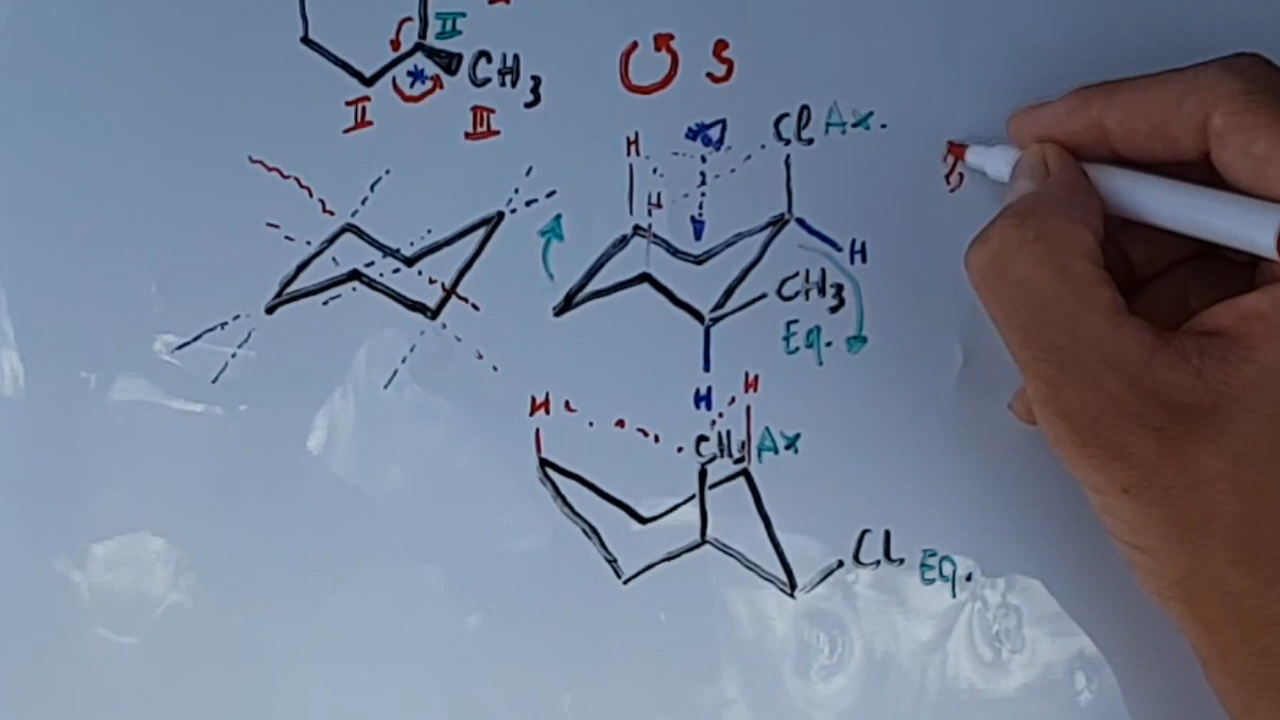 II
* CH3
II
III
S
Cl Ax.
H
H
H
CH3
Eq.
H
H
H
CH3 Ax
Cl Eq.